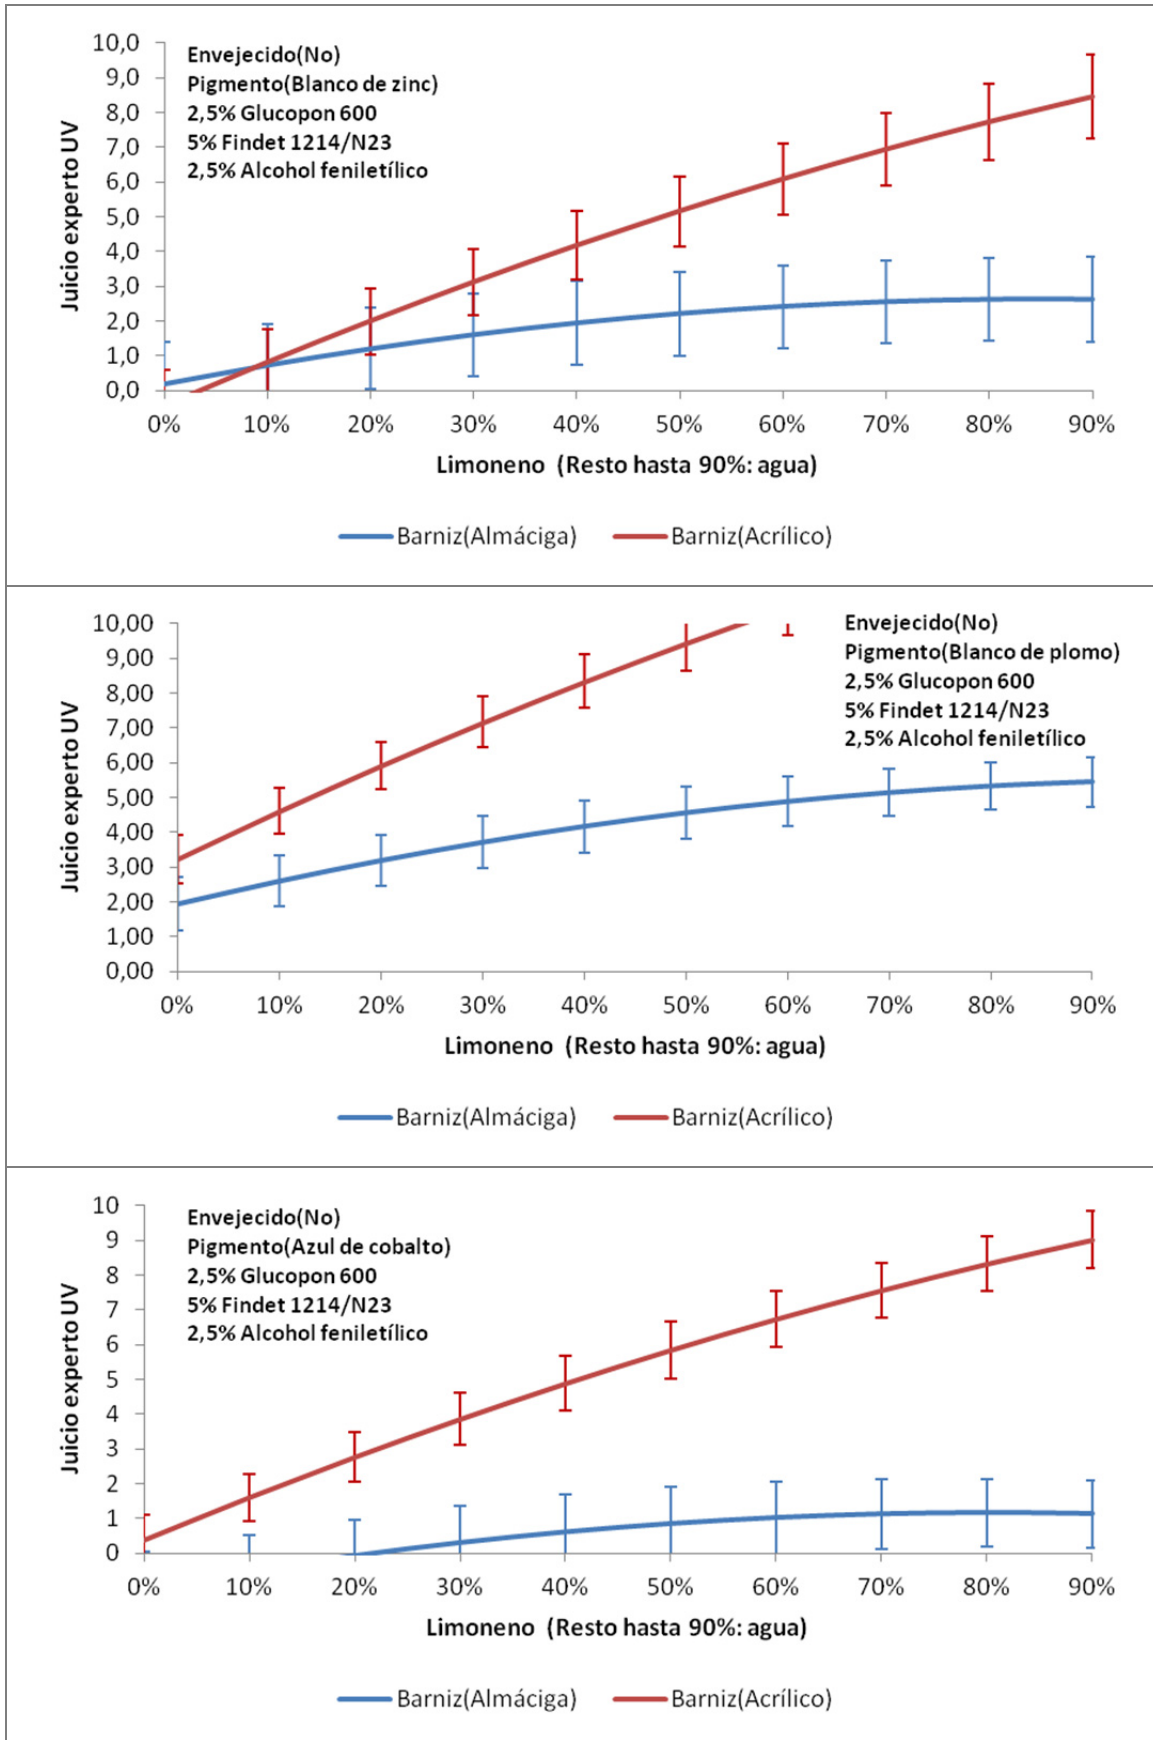 Envejecido(No)
Pigmento(Blanco de zinc)
2,5% Glucopon 600
5% Findet 1214/N23
2,5% Alcohol feniletílico
Juicio experto UV
10,0
9,0
8,0
7,0
6,0
5,0
4,0
3,0
2,0
1,0
0,0
0% 10% 20% 30% 40% 50% 60% 70% 80% 90%
Limoneno (Resto hasta 90%: agua)
Barniz(Almáciga) Barniz(Acrílico)
Envejecido(No)
Pigmento(Blanco de plomo)
2,5% Glucopon 600
5% Findet 1214/N23
2,5% Alcohol feniletílico
Juicio experto UV
10,00
9,00
8,00
7,00
6,00
5,00
4,00
3,00
2,00
1,00
0,00
0% 10% 20% 30% 40% 50% 60% 70% 80% 90%
Limoneno (Resto hasta 90%: agua)
Barniz(Almáciga) Barniz(Acrílico)
Envejecido(No)
Pigmento(Azul de cobalto)
2,5% Glucopon 600
5% Findet 1214/N23
2,5% Alcohol feniletílico
Juicio experto UV
10
9
8
7
6
5
4
3
2
1
0
0% 10% 20% 30% 40% 50% 60% 70% 80% 90%
Limoneno (Resto hasta 90%: agua)
Barniz(Almáciga) Barniz(Acrílico)